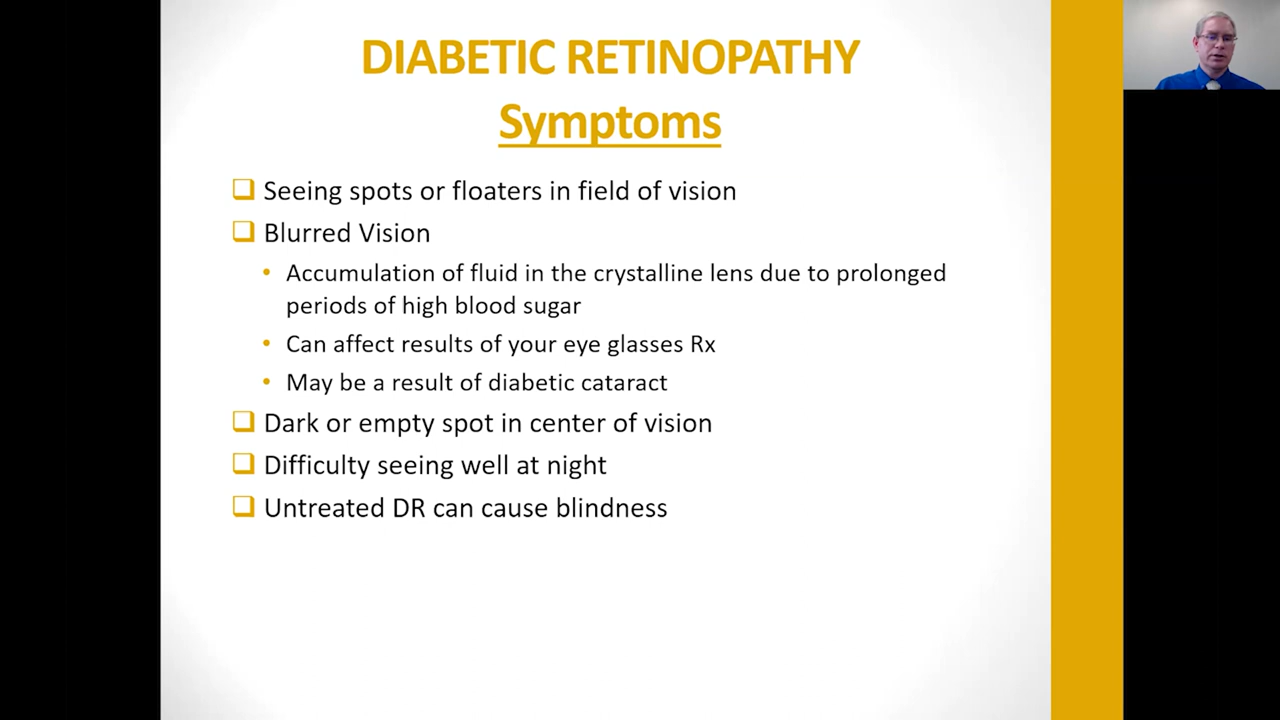 DIABETIC RETINOPATHY
Symptoms
Seeing spots or floaters in field of vision
Blurred Vision
• Accumulation of fluid in the crystalline lens due to prolonged
periods of high blood sugar
• Can affect results of your eye glasses Rx
• May be a result of diabetic cataract
Dark or empty spot in center of vision
Difficulty seeing well at night
Untreated DR can cause blindness